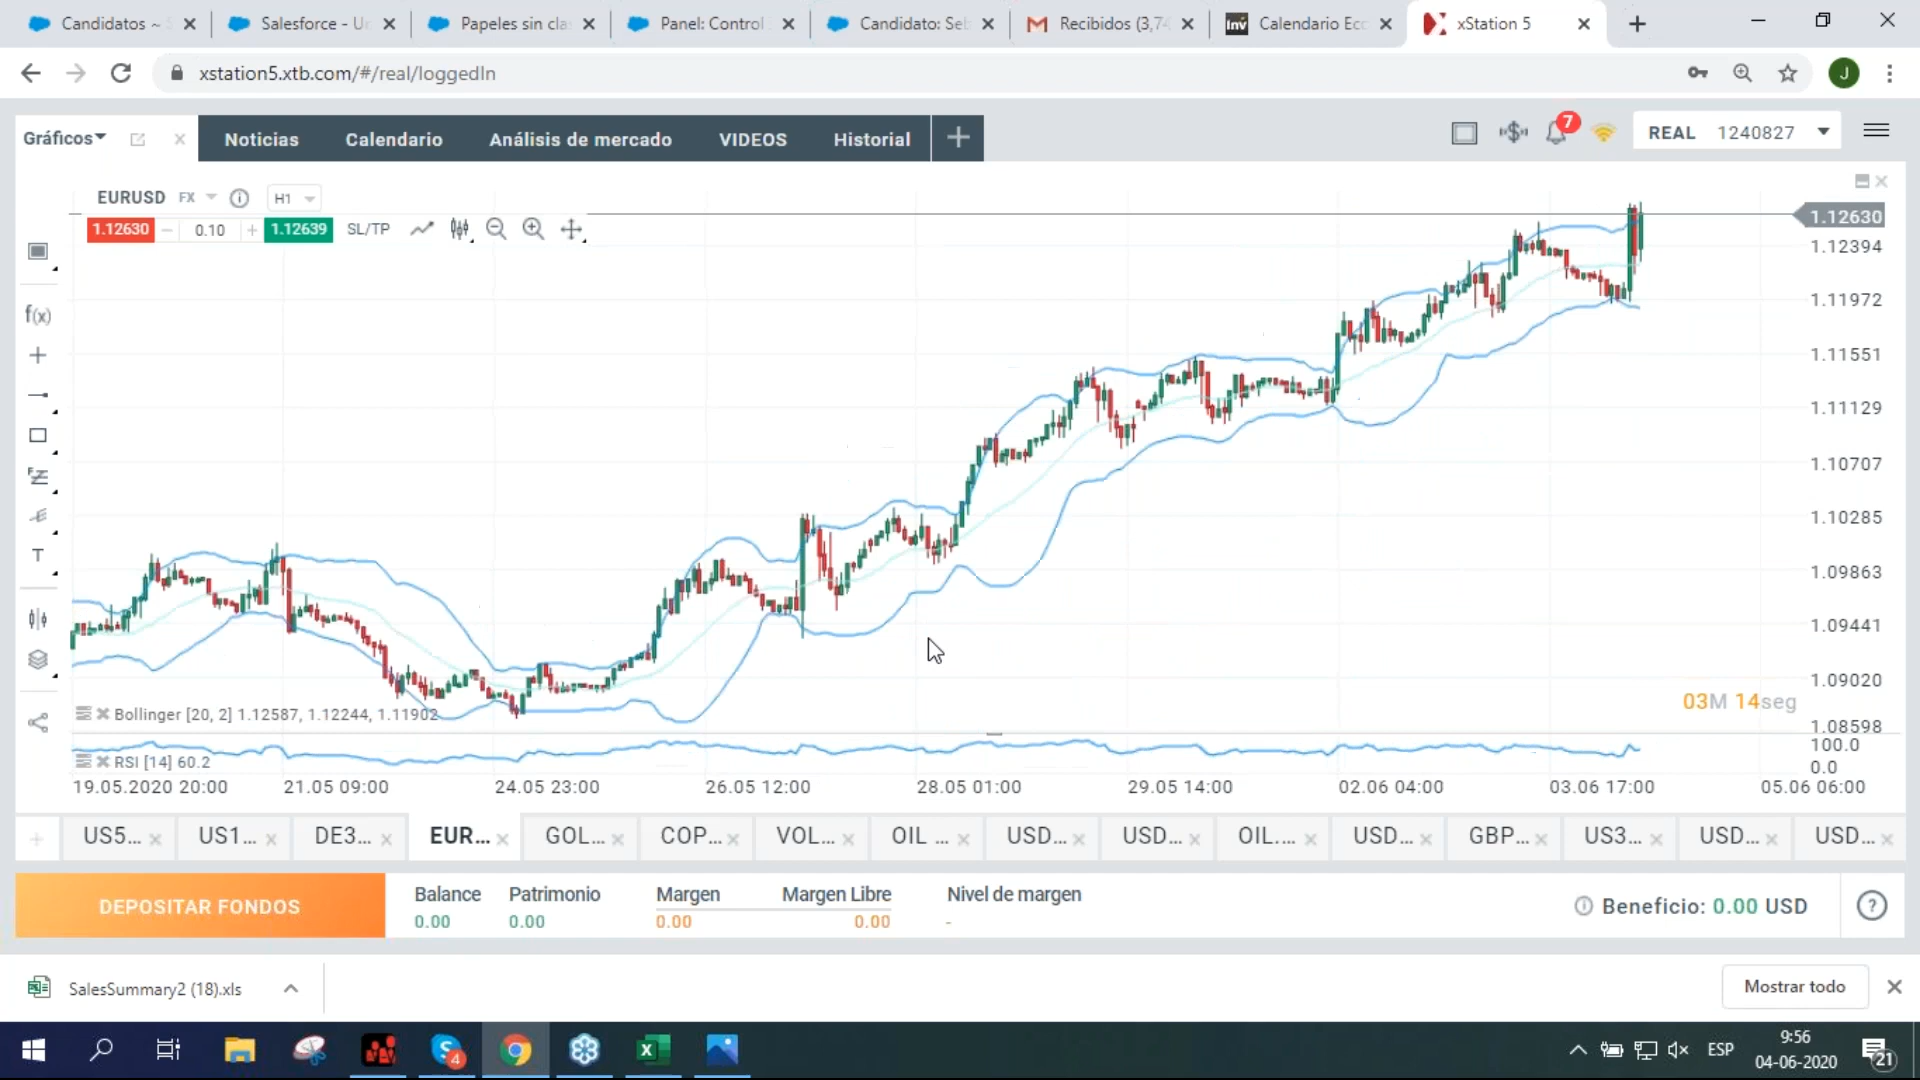 Candidatos ~ S
Salesforce - Un
Papeles sin cla
Panel: Control
Candidato: Seb
Recibidos (3,74
Inv Calendario Eco
xStation 5
xstation5.xtb.com/#/real/loggedIn
J
Gráficos
Noticias
Calendario
Análisis de mercado
VIDEOS
Historial
7
REAL 1240827
EURUSD FX H1
1.12630 0.10 1.12639 SL/TP
1.12630
1.12394
1.11972
1.11551
1.11129
1.10707
1.10285
1.09863
1.09441
1.09020
1.08598
100.0
0.0
f(x)
T
03M 14seg
Bollinger [20, 2] 1.12587, 1.12244, 1.11902
RSI [14] 60.2
19.05.2020 20:00
21.05 09:00
24.05 23:00
26.05 12:00
28.05 01:00
29.05 14:00
02.06 04:00
03.06 17:00
05.06 06:00
US5...
US1...
DE3...
EUR...
GOL...
COP...
VOL...
OIL ...
USD...
USD...
OIL....
USD...
GBP...
US3...
USD...
USD...
DEPOSITAR FONDOS
Balance Patrimonio Margen Margen Libre Nivel de margen
0.00 0.00 0.00 0.00 -
Beneficio: 0.00 USD
?
SalesSummary2 (18).xls
Mostrar todo
4
ESP
9:56
04-06-2020
21